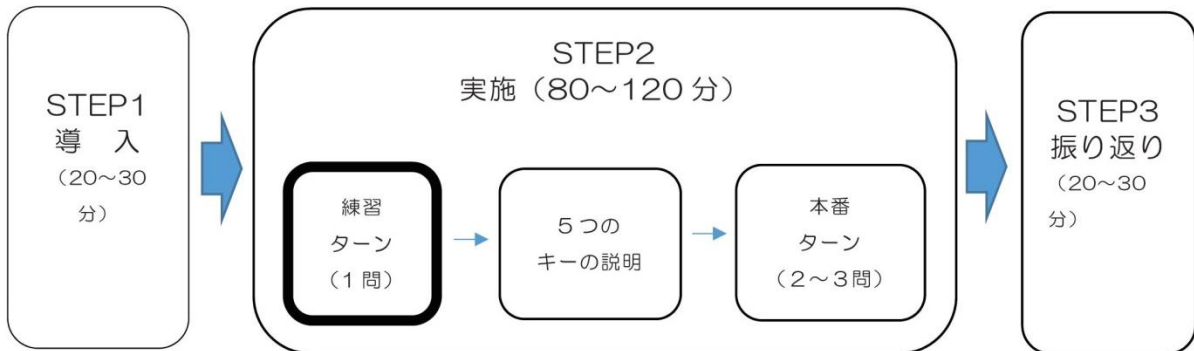 STEP1
導　入
（20～30
分）
STEP2
実施（80～120 分）
練習
ターン
（１問）
５つの
キーの説明
本番
ターン
（２～３問）
STEP3
振り返り
（20～30
分）